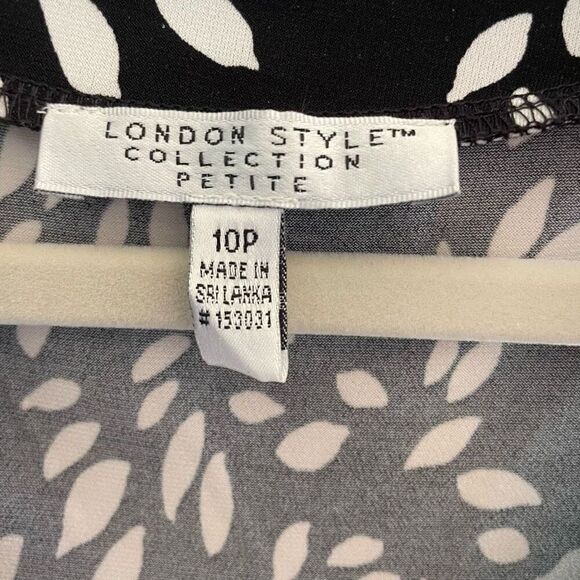 LONDON STYLE™
COLLECTION
PETITE
10P
MADE IN
SRI LANKA
# 153031